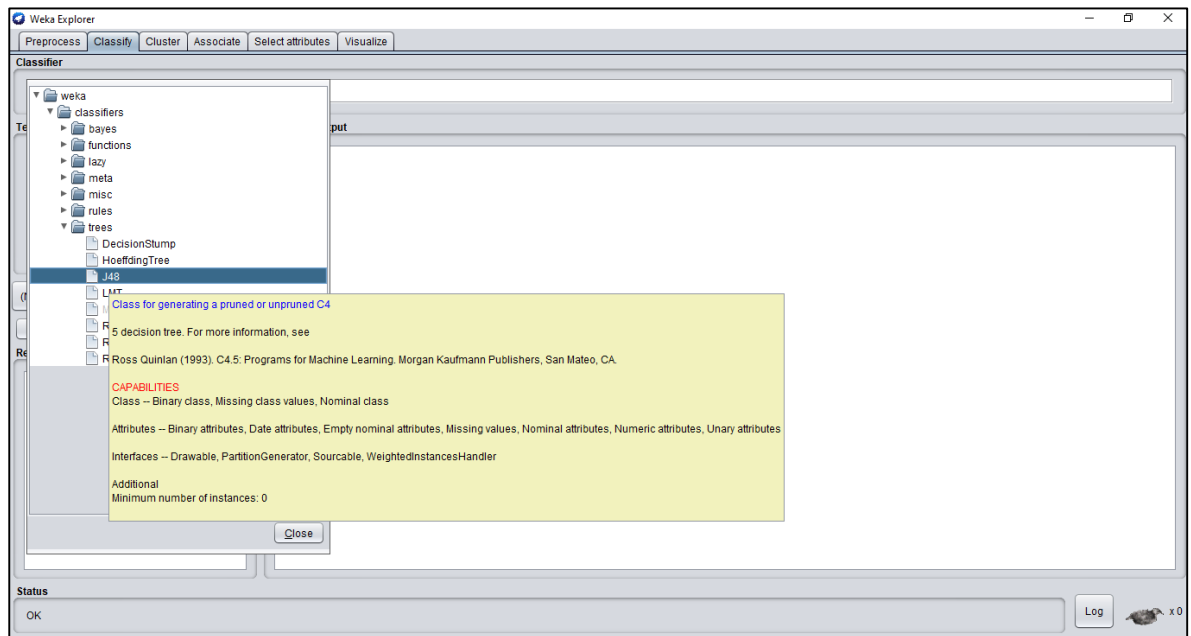 Weka Explorer
Preprocess Classify Cluster Associate Select attributes Visualize
Classifier
weka
classifiers
bayes
functions
lazy
meta
misc
rules
trees
DecisionStump
HoeffdingTree
J48
LMT
Class for generating a pruned or unpruned C4
5 decision tree. For more information, see
Ross Quinlan (1993). C4.5: Programs for Machine Learning. Morgan Kaufmann Publishers, San Mateo, CA.
CAPABILITIES
Class -- Binary class, Missing class values, Nominal class
Attributes -- Binary attributes, Date attributes, Empty nominal attributes, Missing values, Nominal attributes, Numeric attributes, Unary attributes
Interfaces -- Drawable, PartitionGenerator, Sourcable, WeightedInstancesHandler
Additional
Minimum number of instances: 0
Close
Status
OK
Log
x 0